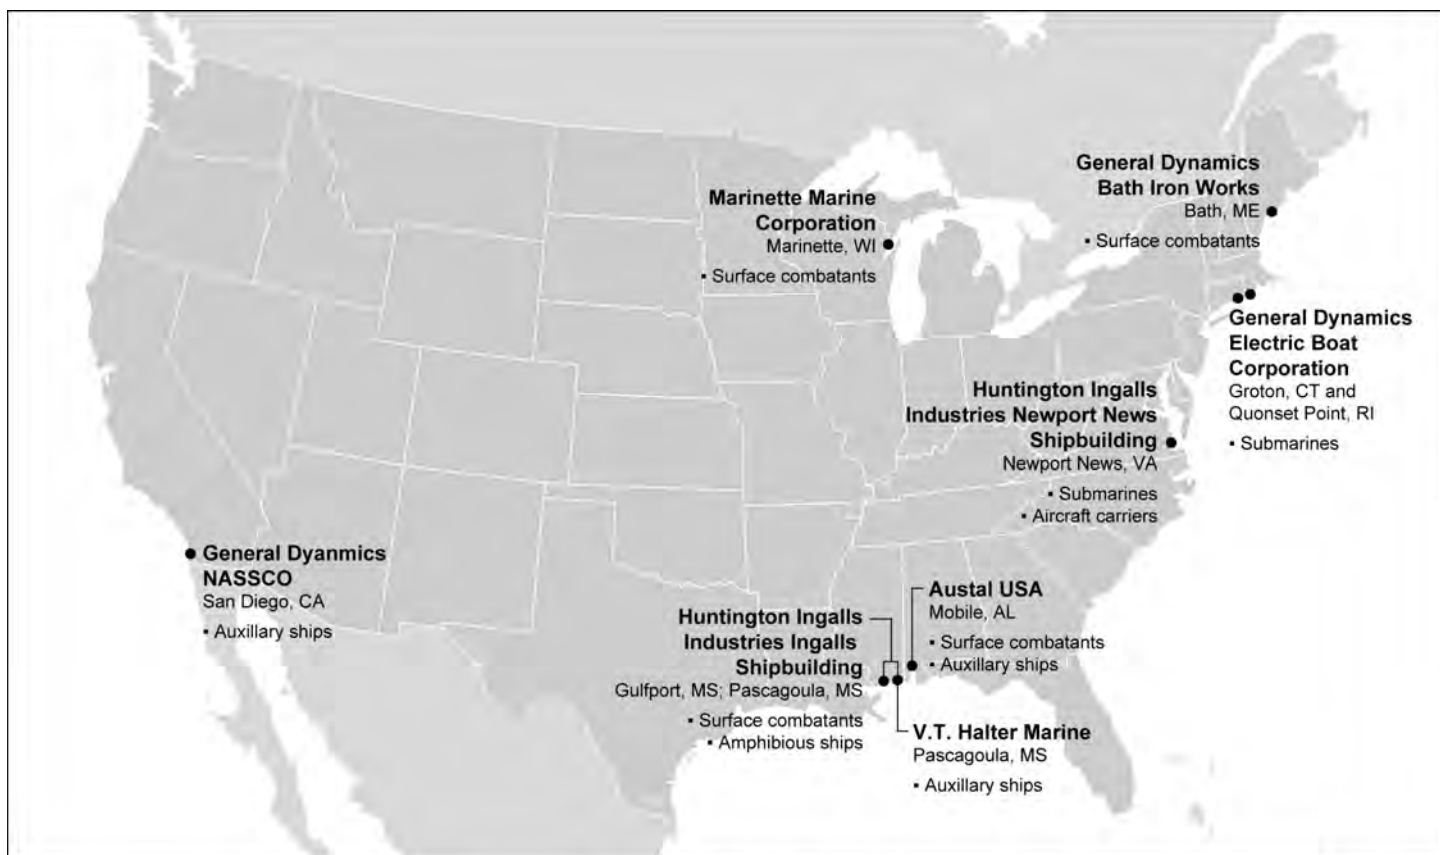 General Dynamics
Bath Iron Works
Bath, ME
▪ Surface combatants
Marinette Marine
Corporation
Marinette, WI
▪ Surface combatants
General Dynamics
Electric Boat
Corporation
Groton, CT and
Quonset Point, RI
▪ Submarines
Huntington Ingalls
Industries Newport News
Shipbuilding
Newport News, VA
▪ Submarines
▪ Aircraft carriers
General Dyanmics
NASSCO
San Diego, CA
▪ Auxillary ships
Austal USA
Mobile, AL
▪ Surface combatants
▪ Auxillary ships
Huntington Ingalls
Industries Ingalls
Shipbuilding
Gulfport, MS; Pascagoula, MS
▪ Surface combatants
▪ Amphibious ships
V.T. Halter Marine
Pascagoula, MS
▪ Auxillary ships